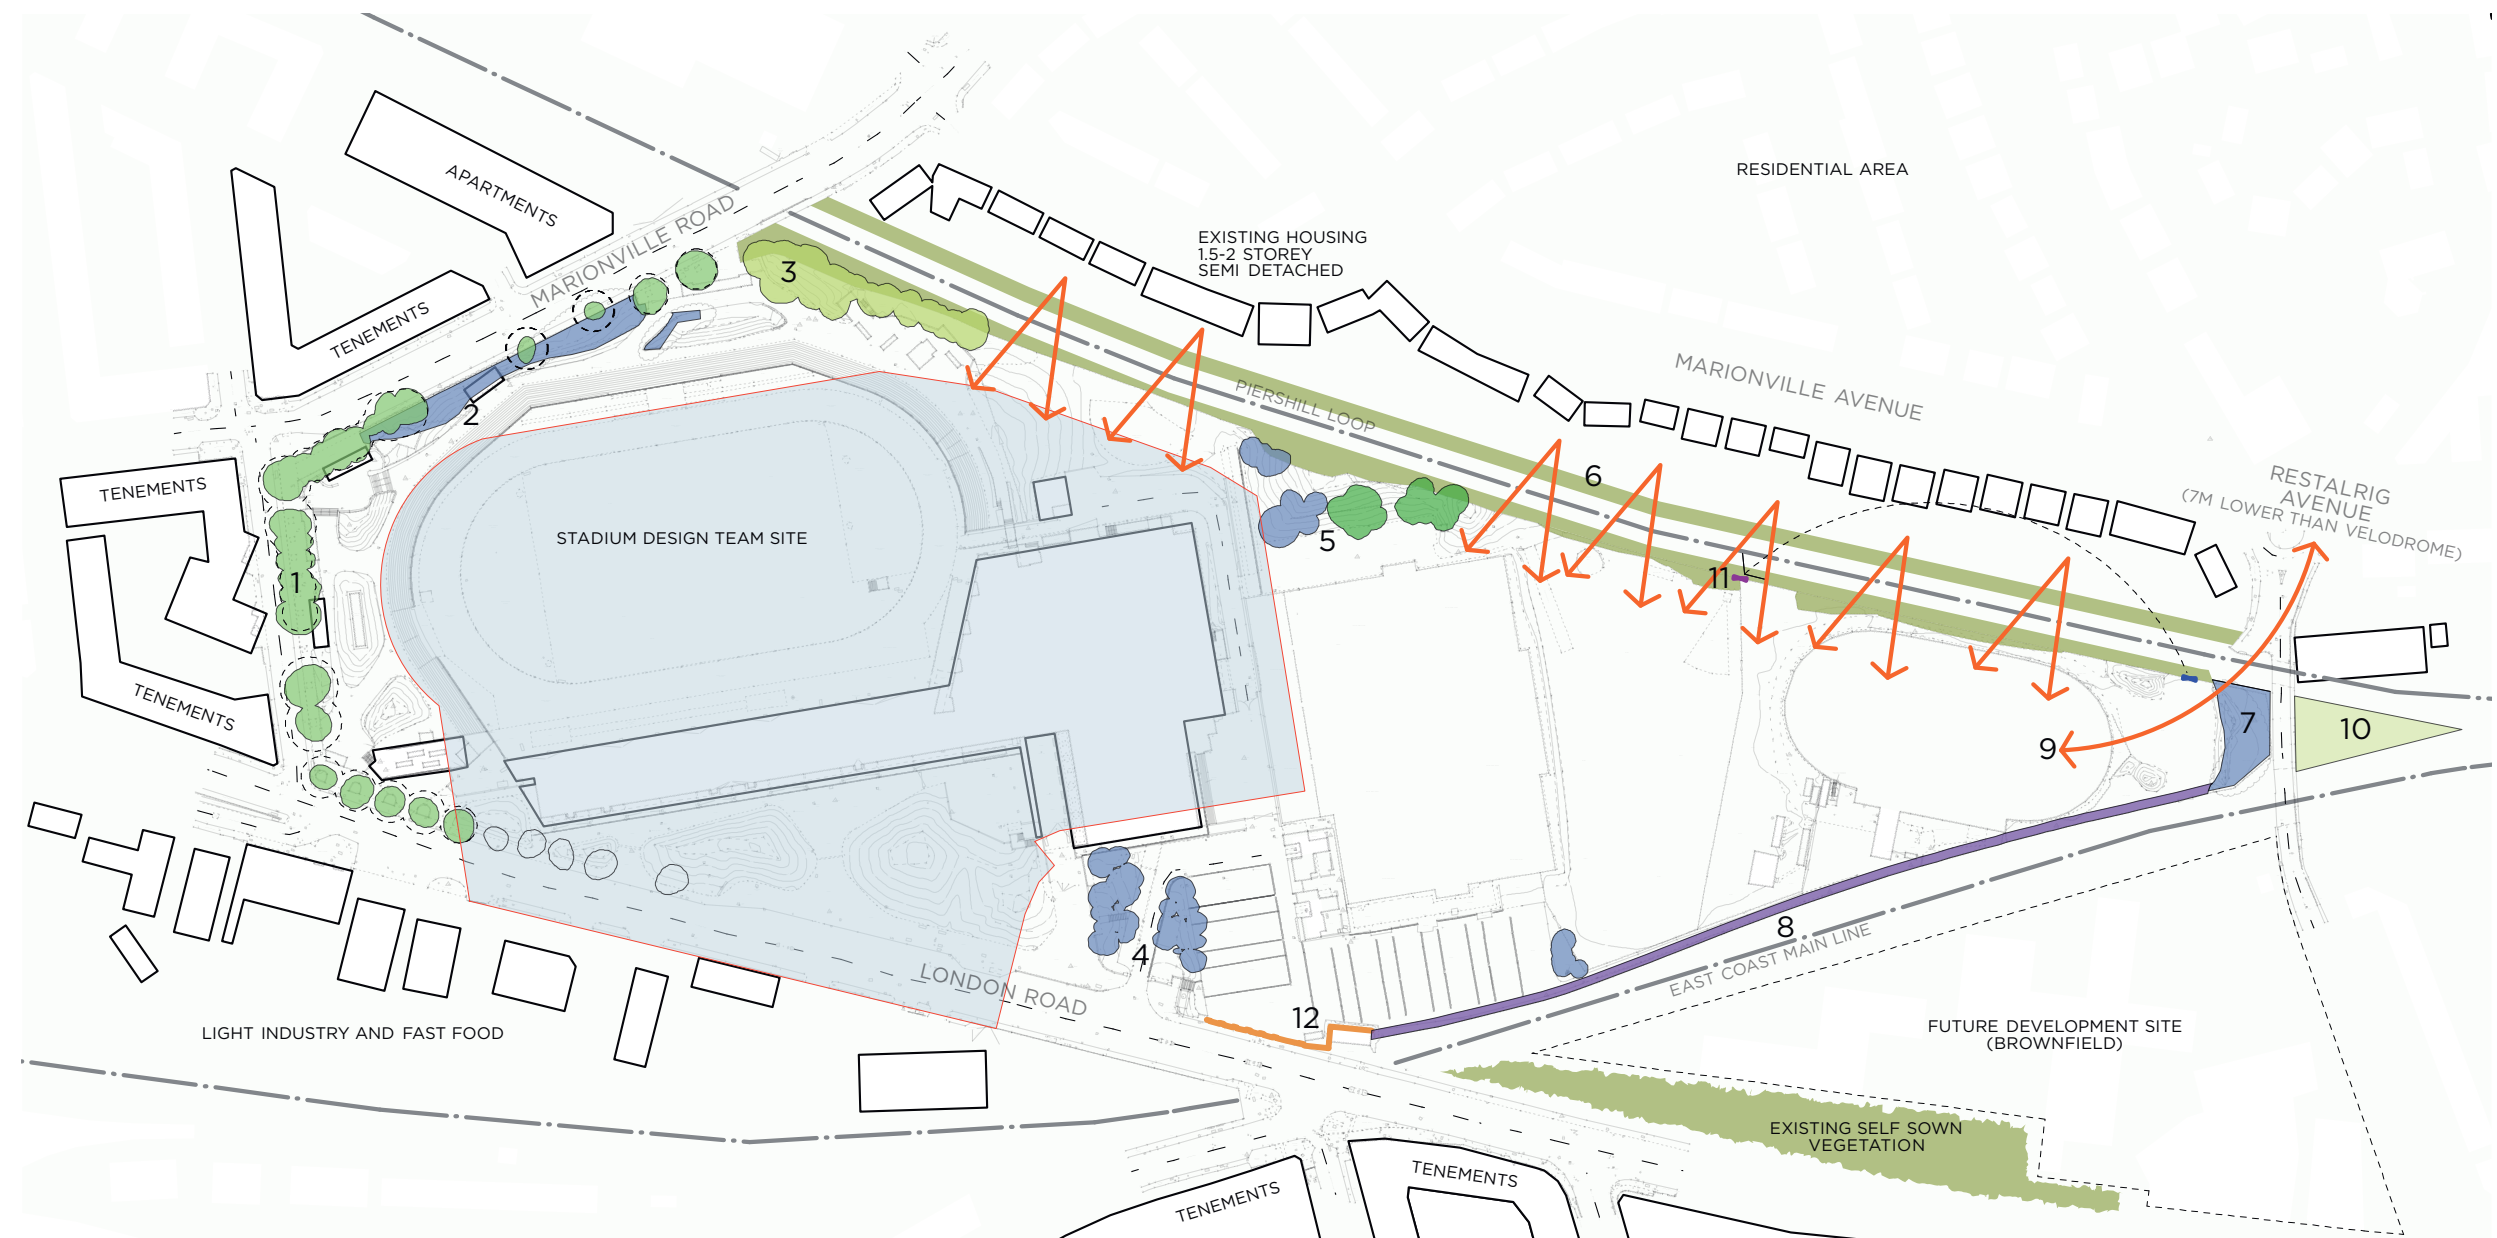 RESIDENTIAL AREA
APARTMENTS
MARIONVILLE ROAD
EXISTING HOUSING
1.5-2 STOREY
SEMI DETACHED
3
TENEMENTS
MARIONVILLE AVENUE
PIERSHILL LOOP
2
6
RESTALRIG
AVENUE
(7M LOWER THAN VELODROME)
TENEMENTS
STADIUM DESIGN TEAM SITE
5
1
11
TENEMENTS
7
10
9
8
EAST COAST MAIN LINE
4
LONDON ROAD
12
LIGHT INDUSTRY AND FAST FOOD
FUTURE DEVELOPMENT SITE
(BROWNFIELD)
EXISTING SELF SOWN
VEGETATION
TENEMENTS
TENEMENTS